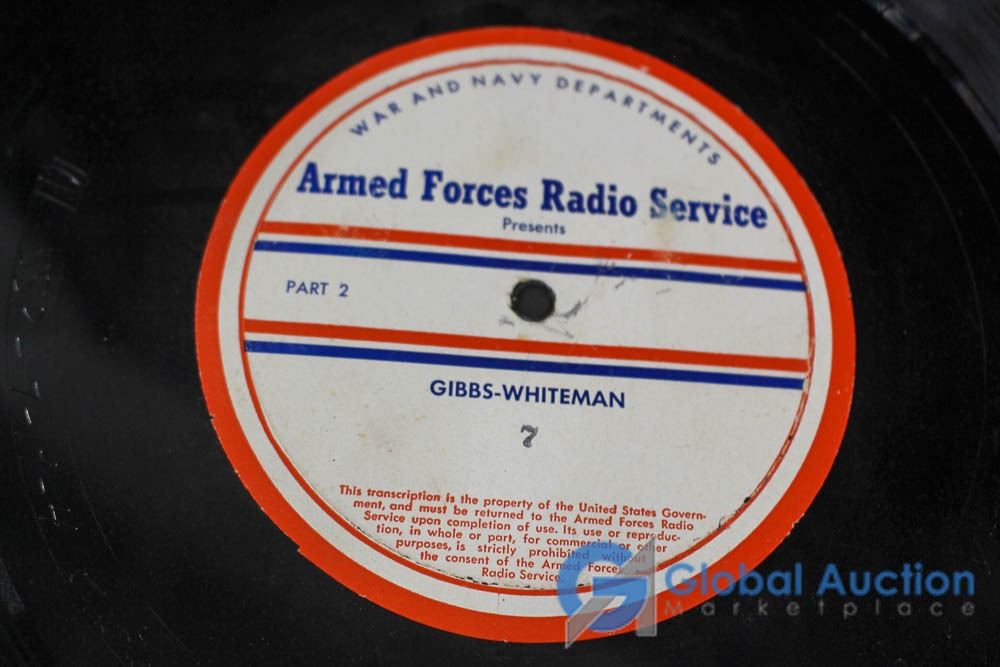 WAR AND NAVY DEPARTMENTS
Armed Forces Radio Service
Presents
PART 2
GIBBS-WHITEMAN
7
This transcription is the property of the United States Govern-
ment, and must be returned to the Armed Forces Radio
Service upon completion of use. Its use or reproduc-
tion, in whole or part, for commercial or other
purposes, is strictly prohibited without
the consent of the Armed Forces
Radio Service.
Global Auction
Marketplace